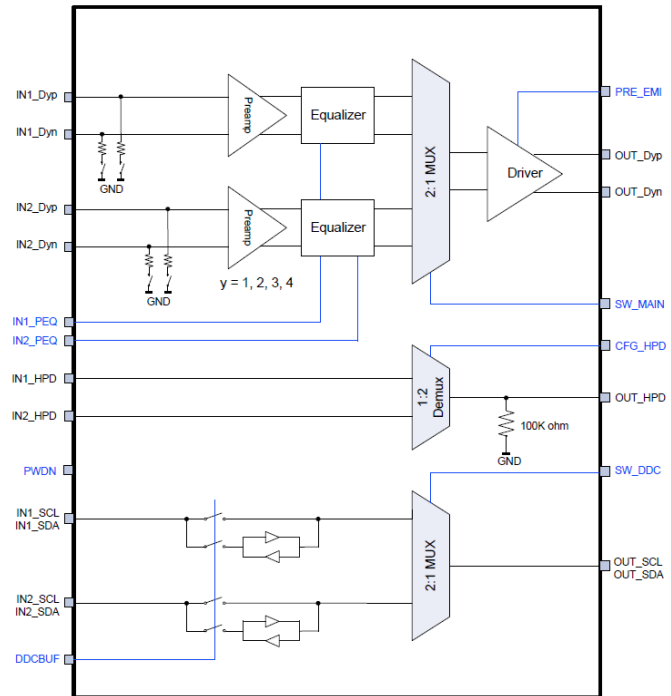 IN1_Dyp
IN1_Dyn
GND
Preamp
Equalizer
2:1 MUX
PRE_EMI
Driver
OUT_Dyp
OUT_Dyn
IN2_Dyp
IN2_Dyn
GND
Preamp
Equalizer
y = 1, 2, 3, 4
SW_MAIN
IN1_PEQ
IN2_PEQ
CFG_HPD
IN1_HPD
IN2_HPD
1:2
Demux
OUT_HPD
100K ohm
GND
PWDN
SW_DDC
IN1_SCL
IN1_SDA
2:1 MUX
OUT_SCL
OUT_SDA
IN2_SCL
IN2_SDA
DDCBUF